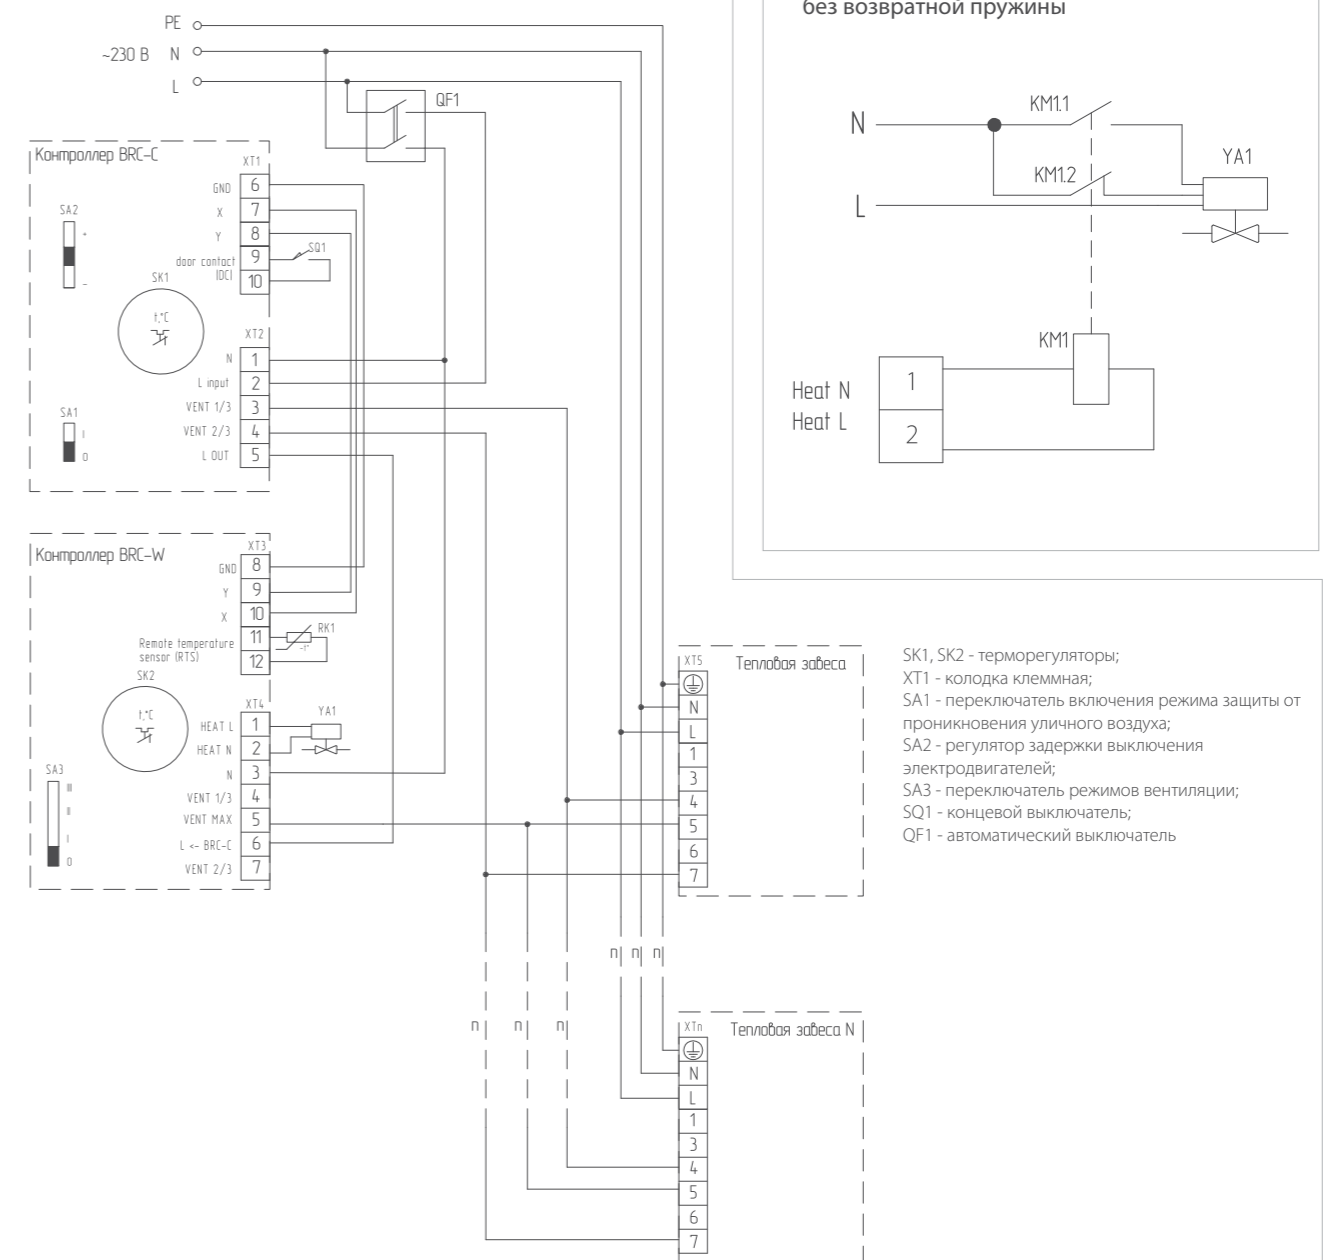 PE
~230 В N
L
QF1
Контроллер BRC-C
XT1
GND 6
X 7
Y 8
door contact 9
(DC) 10
SQ1
SA2
+
-
SK1
t,°C
XT2
N 1
L input 2
VENT 1/3 3
VENT 2/3 4
L OUT 5
SA1
I
0
Контроллер BRC-W
XT3
GND 8
Y 9
X 10
Remote temperature 11
sensor (RTS) 12
RK1
-t°
SK2
t,°C
XT4
HEAT L 1
HEAT N 2
N 3
VENT 1/3 4
VENT MAX 5
L <- BRC-C 6
VENT 2/3 7
YA1
SA3
III
II
I
0
без возвратной пружины
N
KM1.1
KM1.2
YA1
L
KM1
Heat N 1
Heat L 2
XT5 Тепловая завеса
N
L
1
3
4
5
6
7
n n n
n n n
XTn Тепловая завеса N
N
L
1
3
4
5
6
7
SK1, SK2 - терморегуляторы;
XT1 - колодка клеммная;
SA1 - переключатель включения режима защиты от
проникновения уличного воздуха;
SA2 - регулятор задержки выключения
электродвигателей;
SA3 - переключатель режимов вентиляции;
SQ1 - концевой выключатель;
QF1 - автоматический выключатель